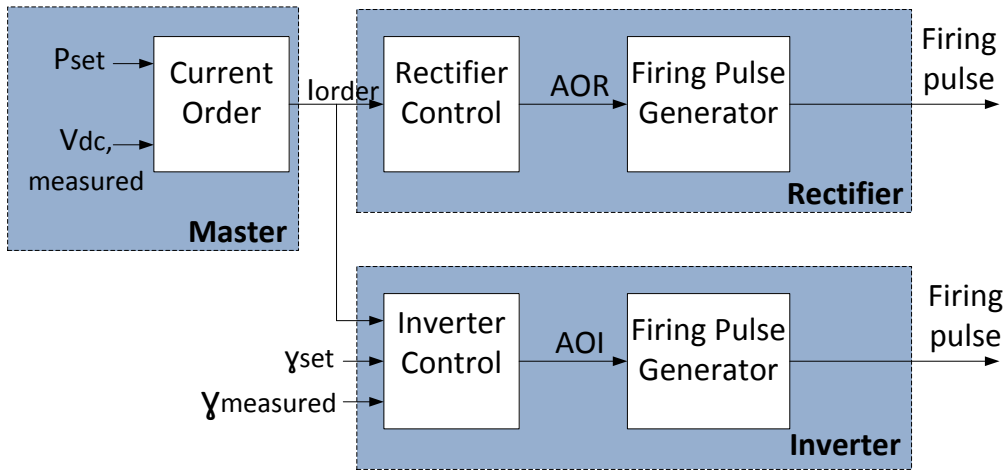 Pset
Vdc,
measured
Current
Order
Master
Iorder
Rectifier
Control
AOR
Firing Pulse
Generator
Rectifier
Firing
pulse
Inverter
Control
ɣset
ɣmeasured
AOI
Firing Pulse
Generator
Inverter
Firing
pulse